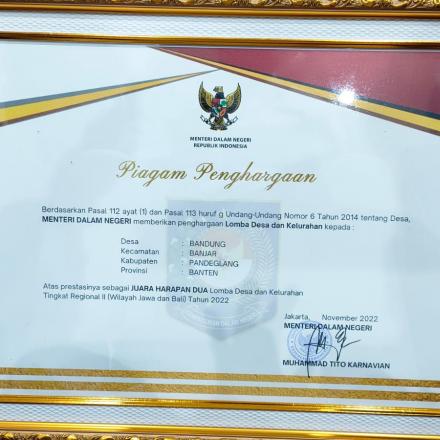 MENTERI DALAM NEGERI
REPUBLIK INDONESIA
Piagam Penghargaan
Berdasarkan Pasal 112 ayat (1) dan Pasal 113 huruf g Undang-Undang Nomor 6 Tahun 2014 tentang Desa,
MENTERI DALAM NEGERI memberikan penghargaan Lomba Desa dan Kelurahan kepada :
Desa : BANDUNG
Kecamatan : BANJAR
Kabupaten : PANDEGLANG
Provinsi : BANTEN
Atas prestasinya sebagai JUARA HARAPAN DUA Lomba Desa dan Kelurahan
Tingkat Regional II (Wilayah Jawa dan Bali) Tahun 2022
Jakarta, November 2022
MENTERI DALAM NEGERI
MUHAMMAD TITO KARNAVIAN